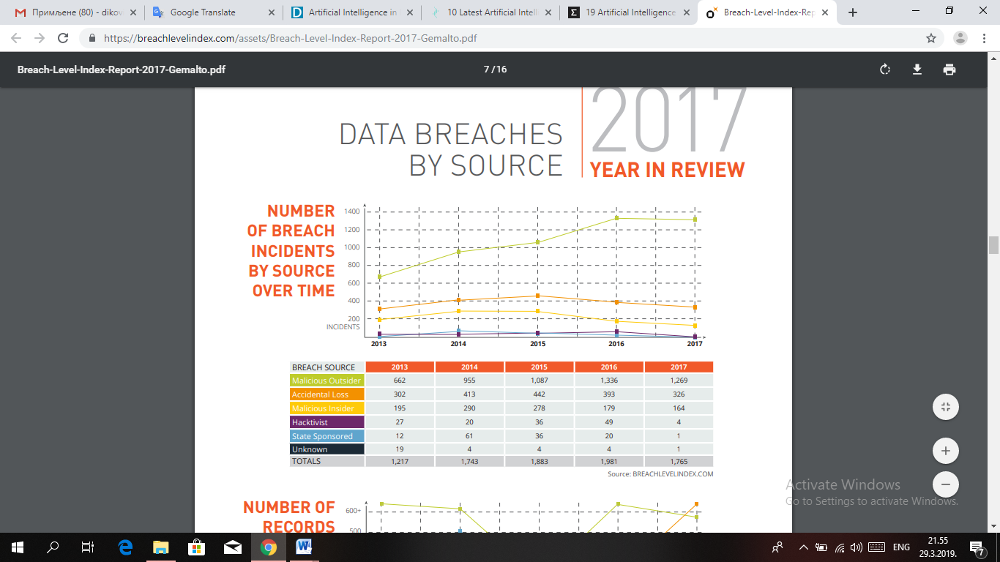 Примљене (80) - dikov
Google Translate
Artificial Intelligence in
10 Latest Artificial Intell
19 Artificial Intelligence
Breach-Level-Index-Rep
https://breachlevelindex.com/assets/Breach-Level-Index-Report-2017-Gemalto.pdf
Breach-Level-Index-Report-2017-Gemalto.pdf
7 / 16
DATA BREACHES
BY SOURCE
2017
YEAR IN REVIEW
NUMBER
OF BREACH
INCIDENTS
BY SOURCE
OVER TIME
1400
1200
1000
800
600
400
200
INCIDENTS
2013 2014 2015 2016 2017
BREACH SOURCE 2013 2014 2015 2016 2017
Malicious Outsider 662 955 1,087 1,336 1,269
Accidental Loss 302 413 442 393 326
Malicious Insider 195 290 278 179 164
Hacktivist 27 20 36 49 4
State Sponsored 12 61 36 20 1
Unknown 19 4 4 4 1
TOTALS 1,217 1,743 1,883 1,981 1,765
Source: BREACHLEVELINDEX.COM
NUMBER OF
RECORDS
600+
500
Activate Windows
Go to Settings to activate Windows.
ENG
21.55
29.3.2019.
7